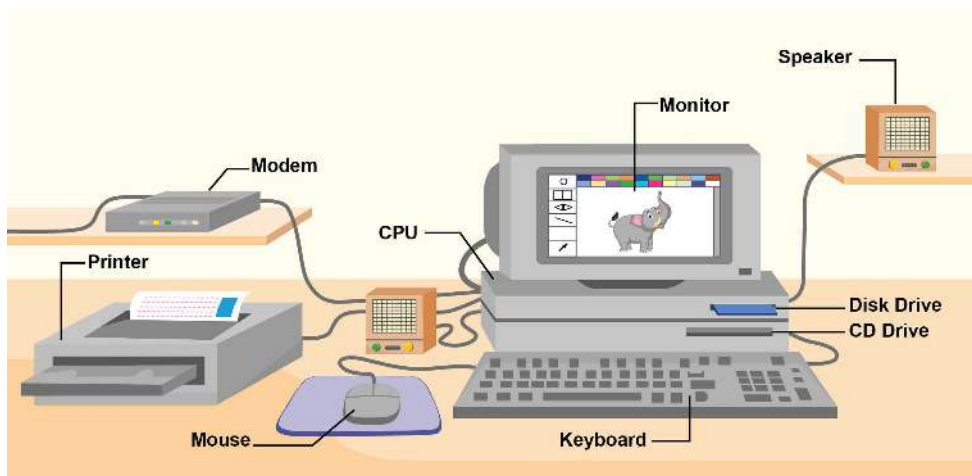 Speaker
Monitor
Modem
CPU
Printer
Disk Drive
CD Drive
Mouse
Keyboard